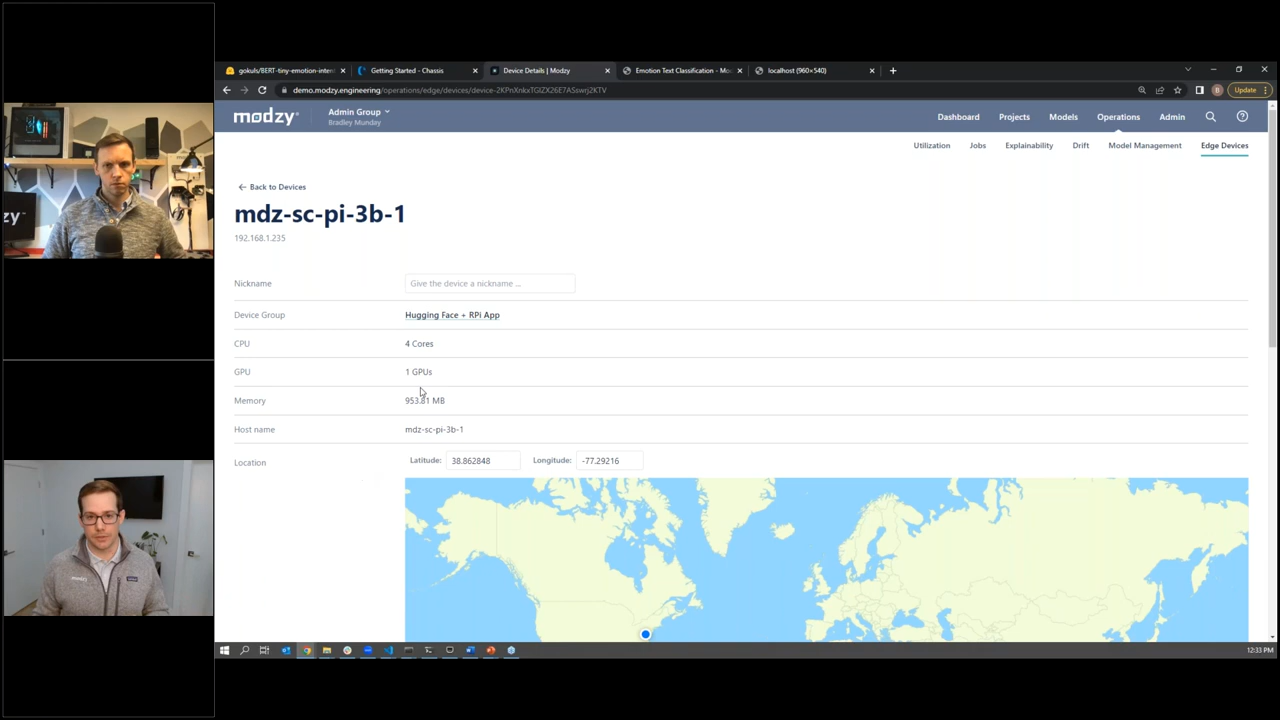 gokuls/BERT-tiny-emotion-inten
Getting Started - Chassis
Device Details | Modzy
Emotion Text Classification - Mo
localhost (960×540)
demo.modzy.engineering/operations/edge/devices/
Update
modzy
Admin Group
Bradley Munday
Dashboard
Projects
Models
Operations
Admin
Utilization
Jobs
Explainability
Drift
Model Management
Edge Devices
Back to Devices
mdz-sc-pi-3b-1
192.168.1.235
Nickname
Give the device a nickname ...
Device Group
Hugging Face + RPi App
CPU
4 Cores
GPU
1 GPUs
Memory
953.81 MB
Host name
mdz-sc-pi-3b-1
Location
Latitude:
38.862848
Longitude:
-77.29216
12:33 PM
zy
modzy